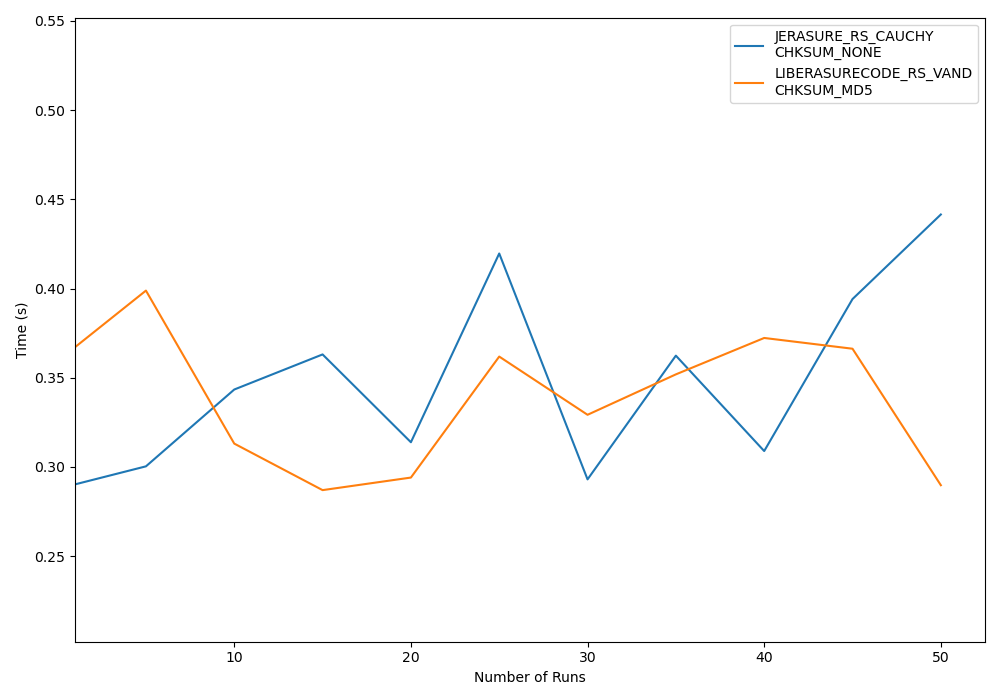 0.55
0.50
0.45
0.40
0.35
0.30
0.25
Time (s)
10 20 30 40 50
Number of Runs
JERASURE_RS_CAUCHY
CHKSUM_NONE
LIBERASURECODE_RS_VAND
CHKSUM_MD5